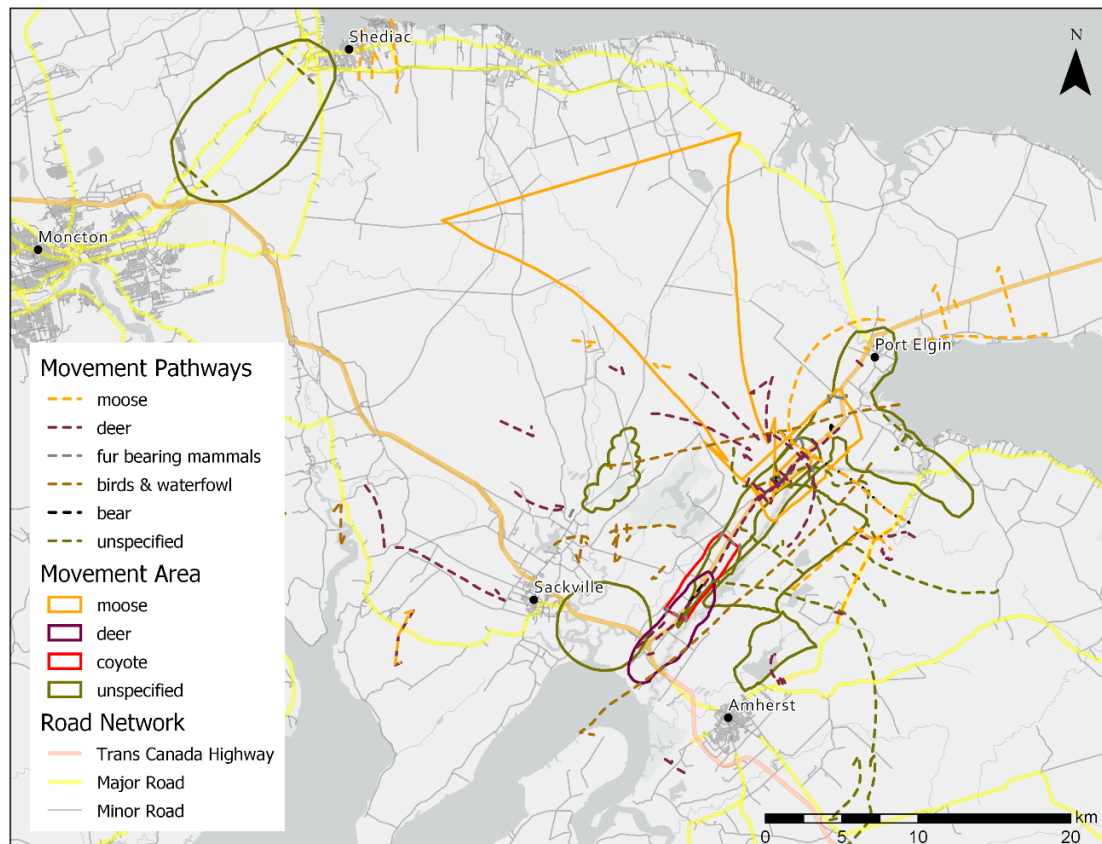 Shediac
N
Moncton
Port Elgin
Movement Pathways
moose
deer
fur bearing mammals
birds & waterfowl
bear
unspecified
Movement Area
moose
deer
coyote
unspecified
Road Network
Trans Canada Highway
Major Road
Minor Road
Sackville
Amherst
km
0 5 10 20